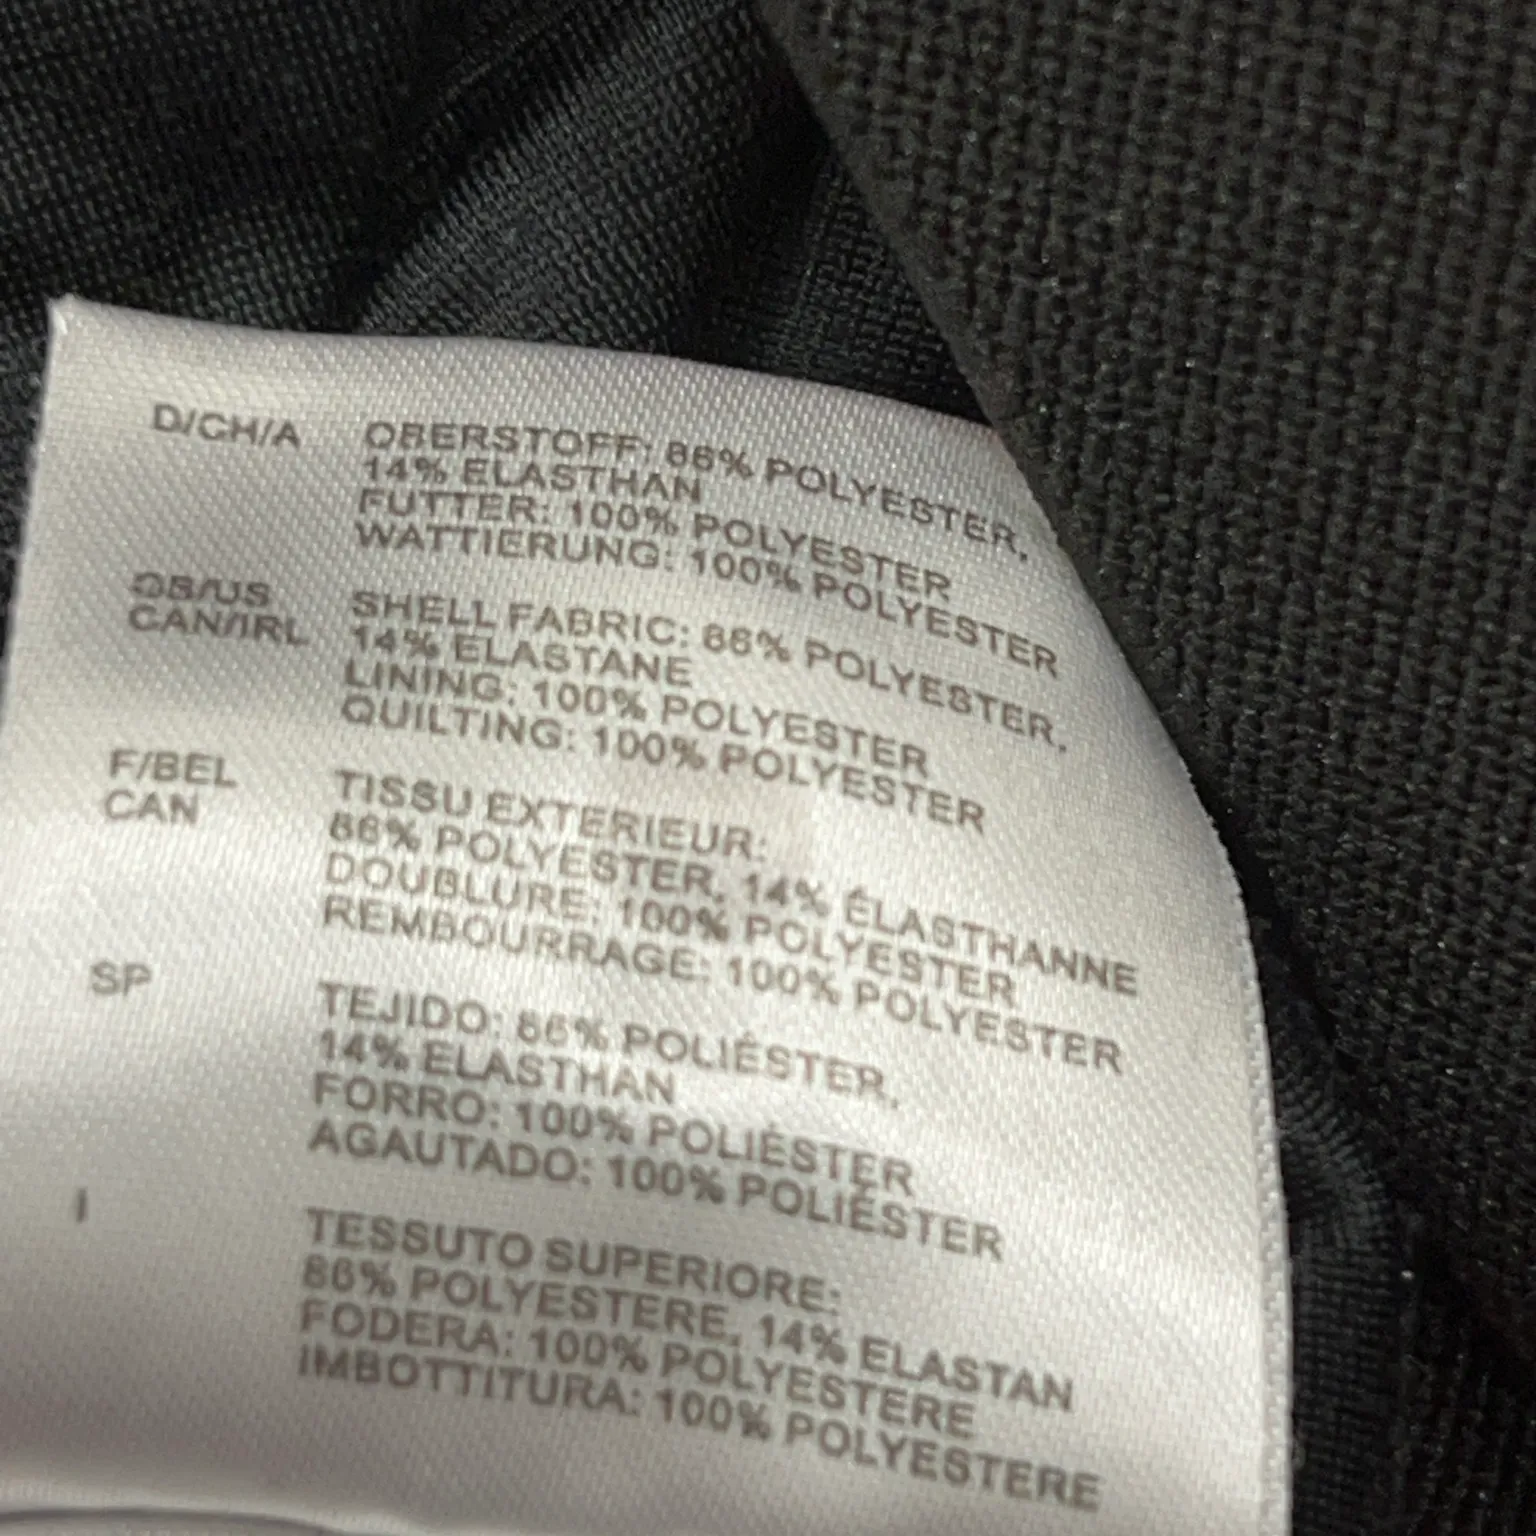 D/CH/A OBERSTOFF: 86% POLYESTER,
14% ELASTHAN
FUTTER: 100% POLYESTER
WATTIERUNG: 100% POLYESTER
GB/US SHELL FABRIC: 86% POLYESTER,
CAN/IRL 14% ELASTANE
LINING: 100% POLYESTER
QUILTING: 100% POLYESTER
F/BEL TISSU EXTERIEUR:
CAN 86% POLYESTER, 14% ÉLASTHANNE
DOUBLURE: 100% POLYESTER
REMBOURRAGE: 100% POLYESTER
SP TEJIDO: 86% POLIÉSTER,
14% ELASTHAN
FORRO: 100% POLIÉSTER
AGAUTADO: 100% POLIÉSTER
I TESSUTO SUPERIORE:
86% POLYESTERE, 14% ELASTAN
FODERA: 100% POLYESTERE
IMBOTTITURA: 100% POLYESTERE